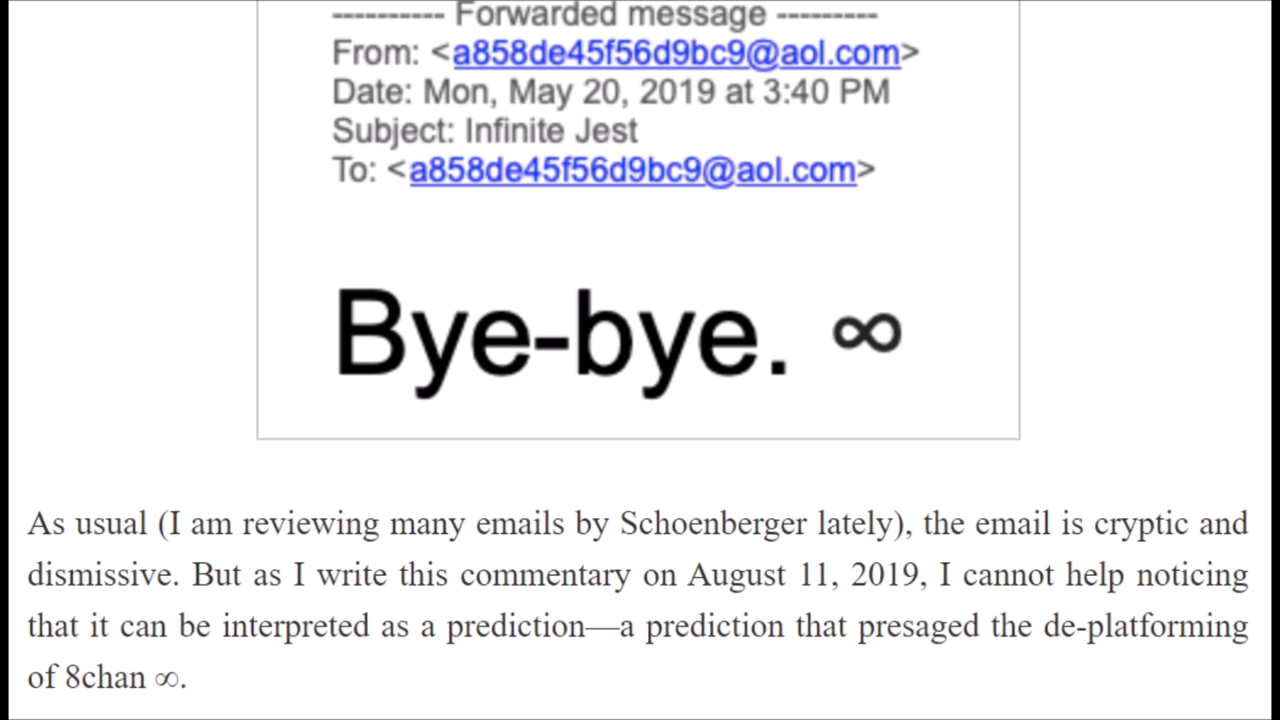 ---------- Forwarded message ---------
From: <a858de45f56d9bc9@aol.com>
Date: Mon, May 20, 2019 at 3:40 PM
Subject: Infinite Jest
To: <a858de45f56d9bc9@aol.com>
Bye-bye. ∞
As usual (I am reviewing many emails by Schoenberger lately), the email is cryptic and
dismissive. But as I write this commentary on August 11, 2019, I cannot help noticing
that it can be interpreted as a prediction—a prediction that presaged the de-platforming
of 8chan ∞.